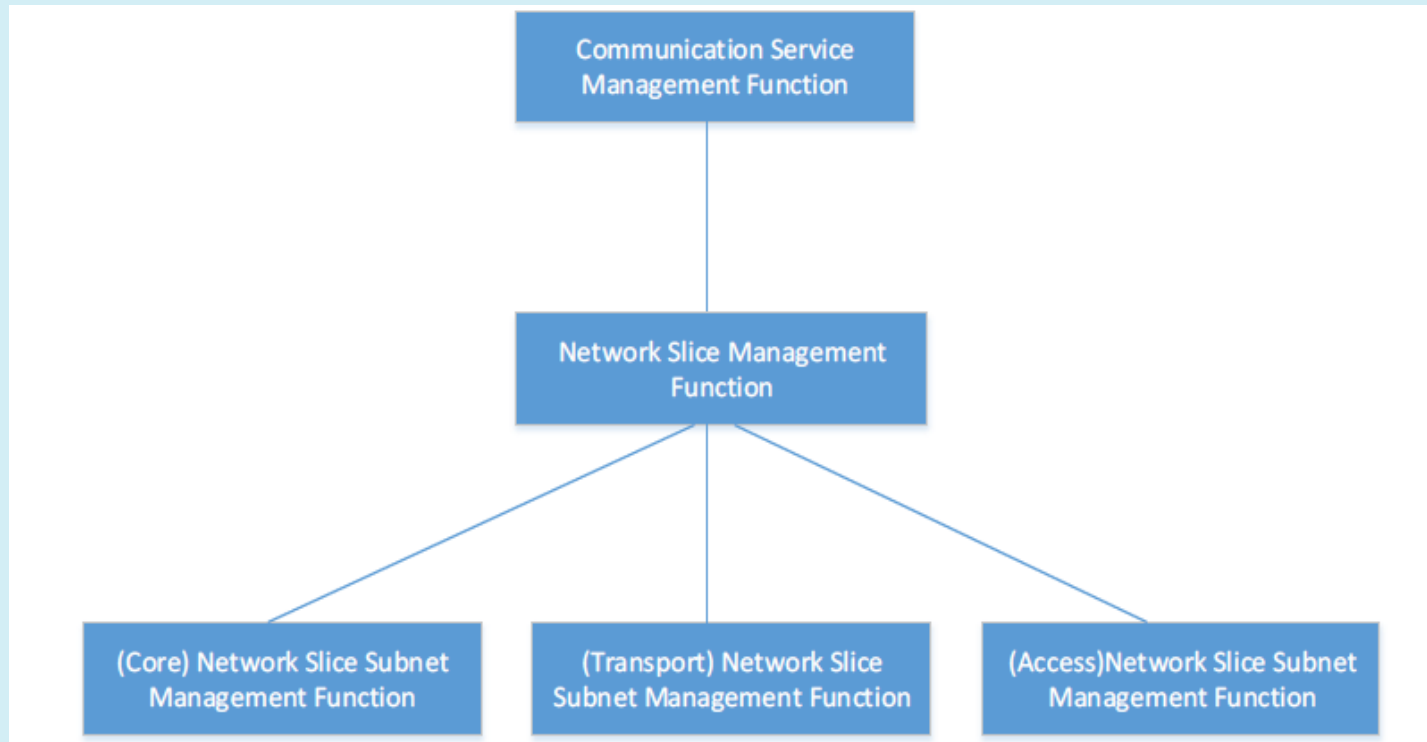 Communication Service
Management Function
Network Slice Management
Function
(Core) Network Slice Subnet
Management Function
(Transport) Network Slice
Subnet Management Function
(Access)Network Slice Subnet
Management Function